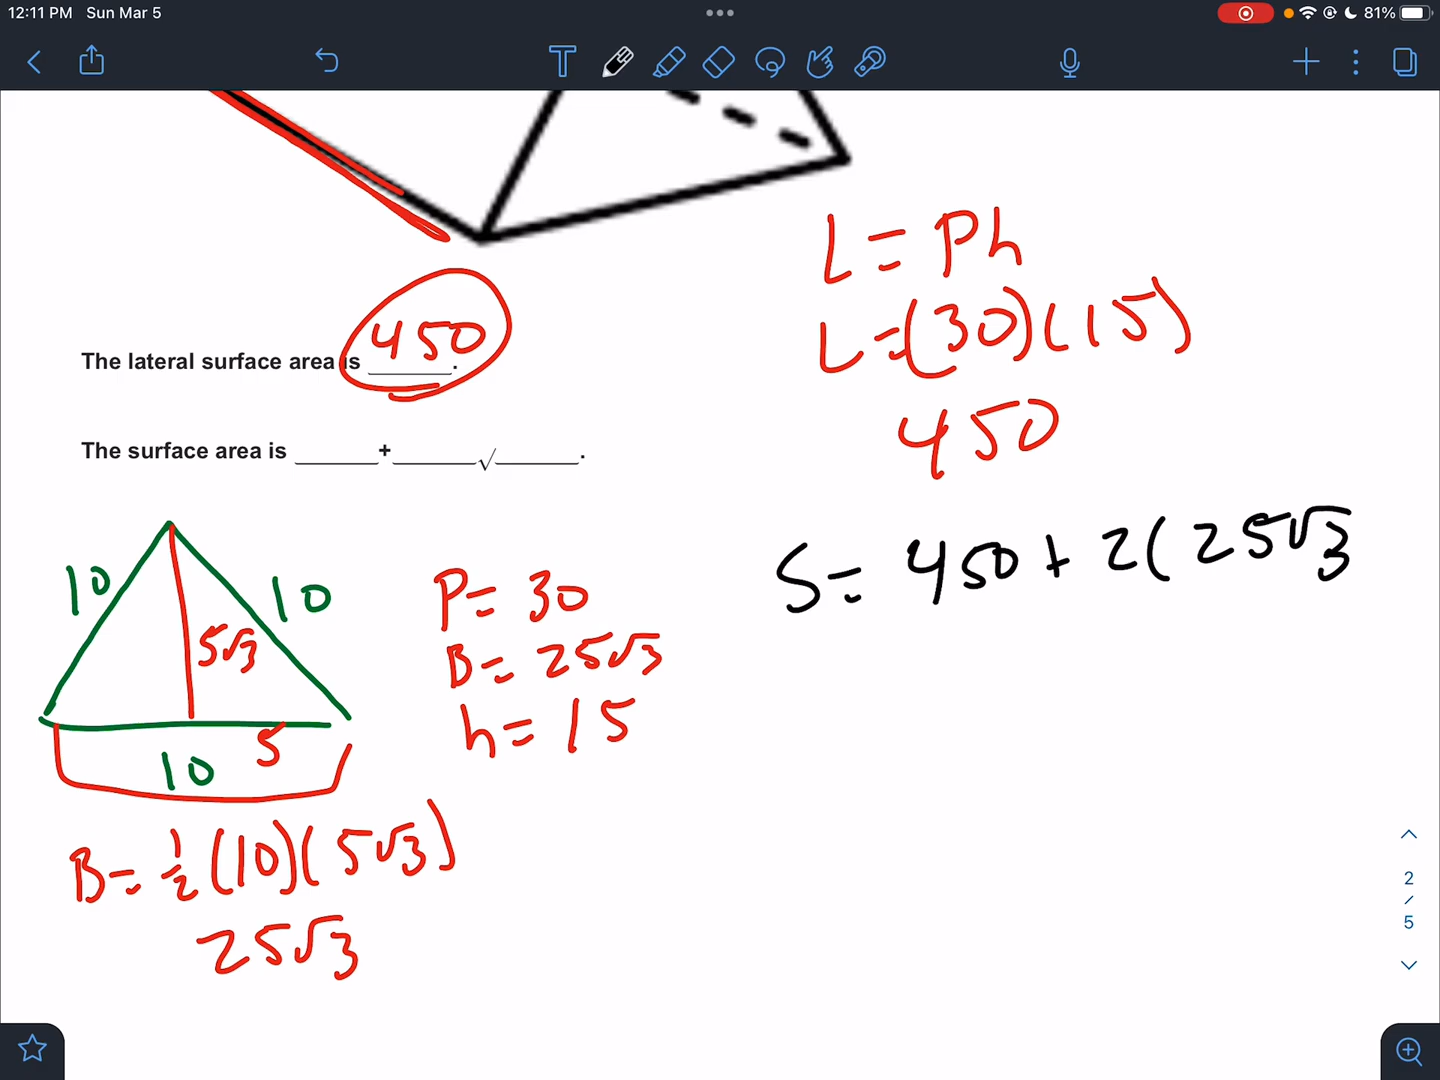 12:11 PM Sun Mar 5
81%
T
L = Ph
L = (30)(15)
450
The lateral surface area is 450.
The surface area is ______+______√______.
S = 450 + 2(25√3
10
10
5√3
5
10
P = 30
B = 25√3
h = 15
B = 1/2 (10)(5√3)
25√3
2
/
5